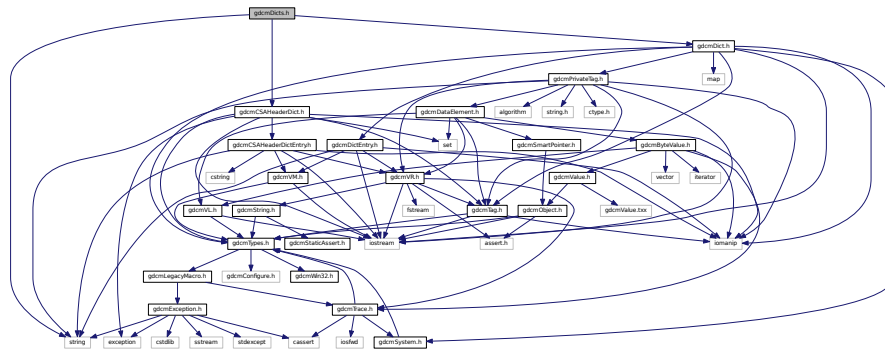 gdcmDicts.h
gdcmDict.h
gdcmPrivateTag.h
map
gdcmCSAHeaderDict.h
gdcmDataElement.h
algorithm
string.h
ctype.h
gdcmCSAHeaderDictEntry.h
gdcmDictEntry.h
set
gdcmSmartPointer.h
gdcmByteValue.h
cstring
gdcmVM.h
gdcmVR.h
gdcmValue.h
vector
iterator
gdcmVL.h
gdcmString.h
fstream
gdcmTag.h
gdcmObject.h
gdcmValue.txx
gdcmTypes.h
gdcmStaticAssert.h
iostream
assert.h
iomanip
gdcmLegacyMacro.h
gdcmConfigure.h
gdcmWin32.h
gdcmException.h
gdcmTrace.h
string
exception
cstdlib
sstream
stdexcept
cassert
iosfwd
gdcmSystem.h